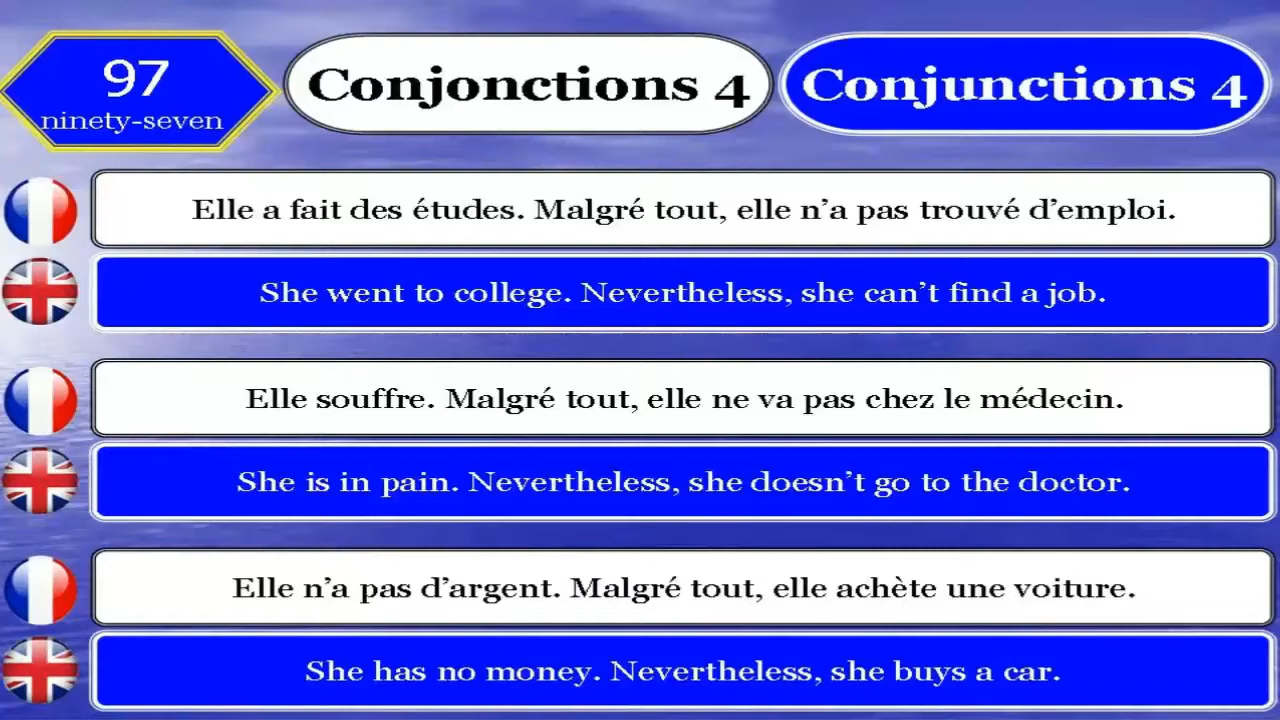 97
ninety-seven
Conjonctions 4
Conjunctions 4
Elle a fait des études. Malgré tout, elle n’a pas trouvé d’emploi.
She went to college. Nevertheless, she can’t find a job.
Elle souffre. Malgré tout, elle ne va pas chez le médecin.
She is in pain. Nevertheless, she doesn’t go to the doctor.
Elle n’a pas d’argent. Malgré tout, elle achète une voiture.
She has no money. Nevertheless, she buys a car.